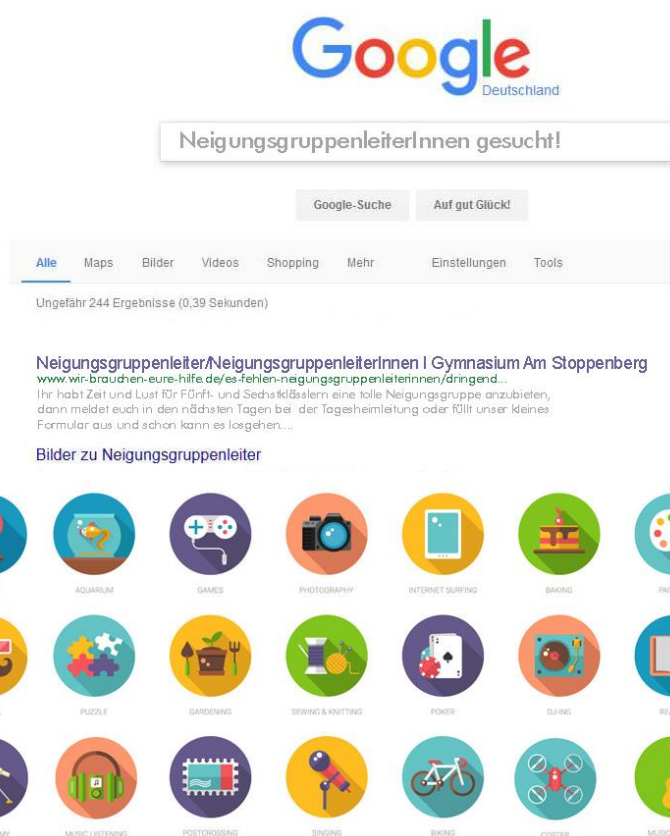 Google
Deutschland
NeigungsgruppenleiterInnen gesucht!
Google-Suche Auf gut Glück!
Alle Maps Bilder Videos Shopping Mehr Einstellungen Tools
Ungefähr 244 Ergebnisse (0,39 Sekunden)
Neigungsgruppenleiter/NeigungsgruppenleiterInnen I Gymnasium Am Stoppenberg
www.wir-brauchen-eure-hilfe.de/es-fehlen-neigungsgruppenleiterinnen/dringend...
Ihr habt Zeit und Lust für Fünft- und Sechstklässlern eine tolle Neigungsgruppe anzubieten,
dann meldet euch in den nächsten Tagen bei der Tagesheimleitung oder füllt unser kleines
Formular aus und schon kann es losgehen....
Bilder zu Neigungsgruppenleiter
AQUARIUM GAMES PHOTOGRAPHY INTERNET SURFING BAKING
PUZZLE GARDENING SEWING & KNITTING POKER DJ-ING
MUSIC LISTENING POSTCROSSING SINGING BIKING